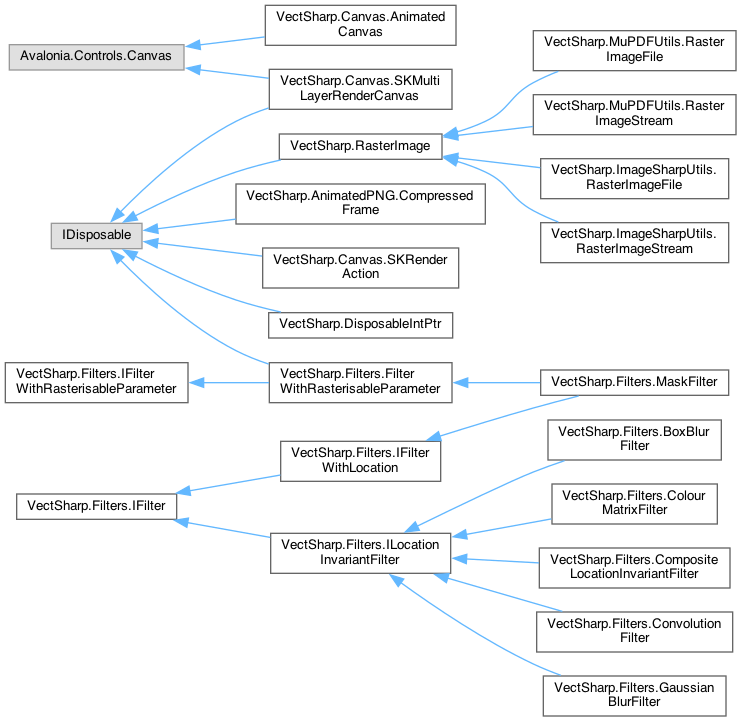 VectSharp.Canvas.Animated
Canvas
Avalonia.Controls.Canvas
VectSharp.Canvas.SKMulti
LayerRenderCanvas
VectSharp.MuPDFUtils.Raster
ImageFile
VectSharp.MuPDFUtils.Raster
ImageStream
VectSharp.RasterImage
VectSharp.ImageSharpUtils.
RasterImageFile
VectSharp.AnimatedPNG.Compressed
Frame
VectSharp.ImageSharpUtils.
RasterImageStream
IDisposable
VectSharp.Canvas.SKRender
Action
VectSharp.DisposableIntPtr
VectSharp.Filters.IFilter
WithRasterisableParameter
VectSharp.Filters.Filter
WithRasterisableParameter
VectSharp.Filters.MaskFilter
VectSharp.Filters.IFilter
WithLocation
VectSharp.Filters.BoxBlur
Filter
VectSharp.Filters.IFilter
VectSharp.Filters.Colour
MatrixFilter
VectSharp.Filters.ILocation
InvariantFilter
VectSharp.Filters.Composite
LocationInvariantFilter
VectSharp.Filters.Convolution
Filter
VectSharp.Filters.Gaussian
BlurFilter